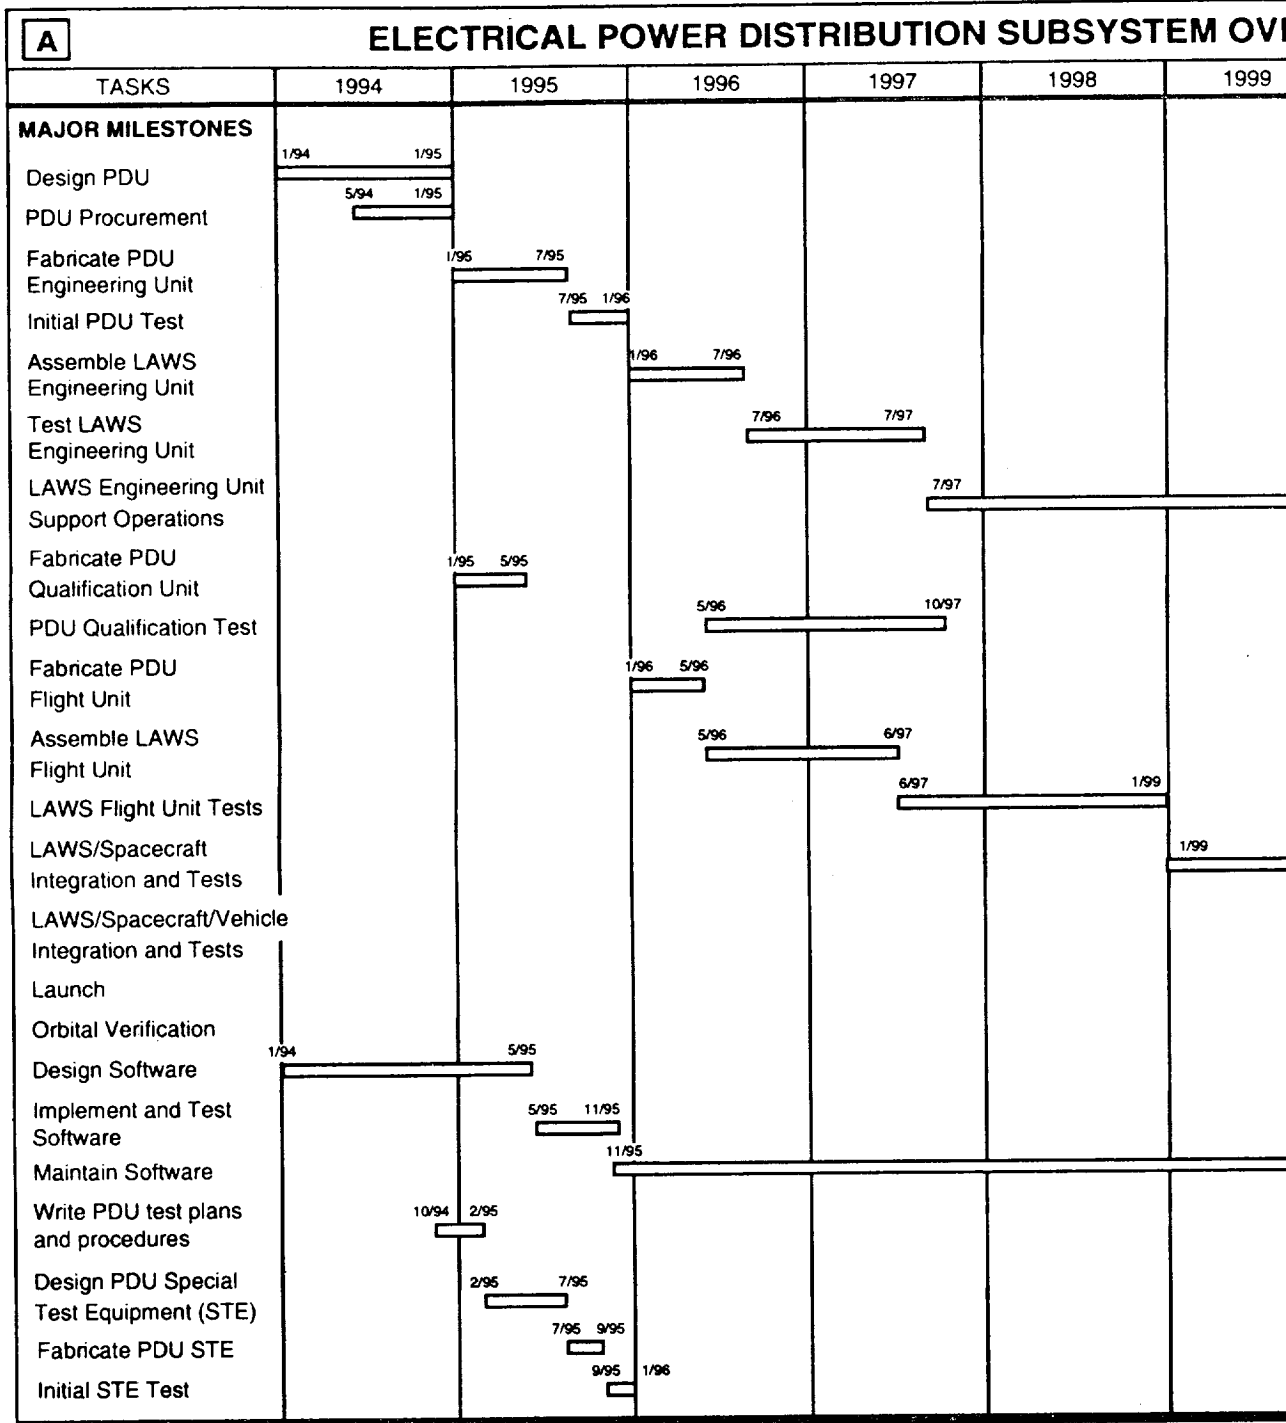 A
ELECTRICAL POWER DISTRIBUTION SUBSYSTEM OVE
TASKS 1994 1995 1996 1997 1998 1999
MAJOR MILESTONES
1/94 1/95
Design PDU
5/94 1/95
PDU Procurement
Fabricate PDU 1/95 7/95
Engineering Unit
7/95 1/96
Initial PDU Test
Assemble LAWS 1/96 7/96
Engineering Unit
Test LAWS 7/96 7/97
Engineering Unit
LAWS Engineering Unit 7/97
Support Operations
Fabricate PDU 1/95 5/95
Qualification Unit
5/96 10/97
PDU Qualification Test
Fabricate PDU 1/96 5/96
Flight Unit
Assemble LAWS 5/96 6/97
Flight Unit
6/97 1/99
LAWS Flight Unit Tests
LAWS/Spacecraft 1/99
Integration and Tests
LAWS/Spacecraft/Vehicle
Integration and Tests
Launch
Orbital Verification
1/94 5/95
Design Software
Implement and Test 5/95 11/95
Software
11/95
Maintain Software
Write PDU test plans 10/94 2/95
and procedures
Design PDU Special 2/95 7/95
Test Equipment (STE)
7/95 9/95
Fabricate PDU STE
9/95 1/96
Initial STE Test